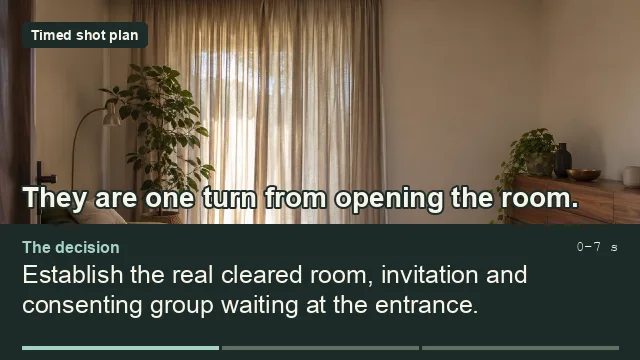 Timed shot plan
They are one turn from opening the room.
The decision
0–7 s
Establish the real cleared room, invitation and
consenting group waiting at the entrance.